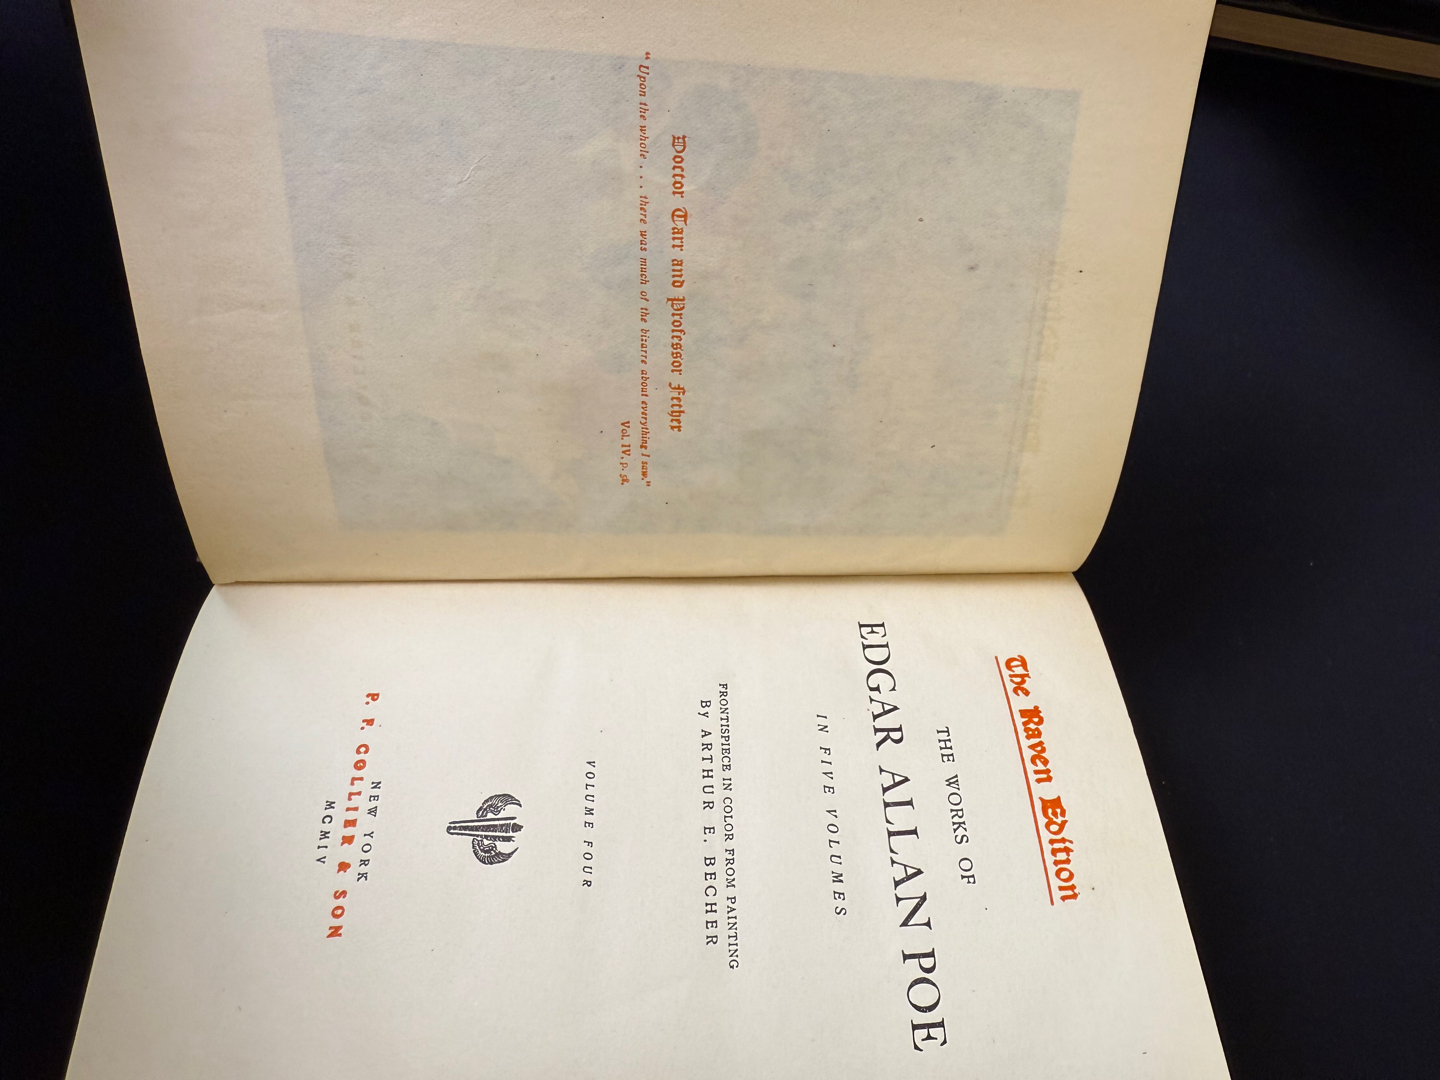 Doctor Tarr and Professor Fether
“Upon the whole . . . there was much of the bizarre about everything I saw.”
Vol. IV, p. 58.
The Raven Edition
THE WORKS OF
EDGAR ALLAN POE
IN FIVE VOLUMES
FRONTISPIECE IN COLOR FROM PAINTING
By ARTHUR E. BECHER
VOLUME FOUR
NEW YORK
P. F. COLLIER & SON
MCMIV